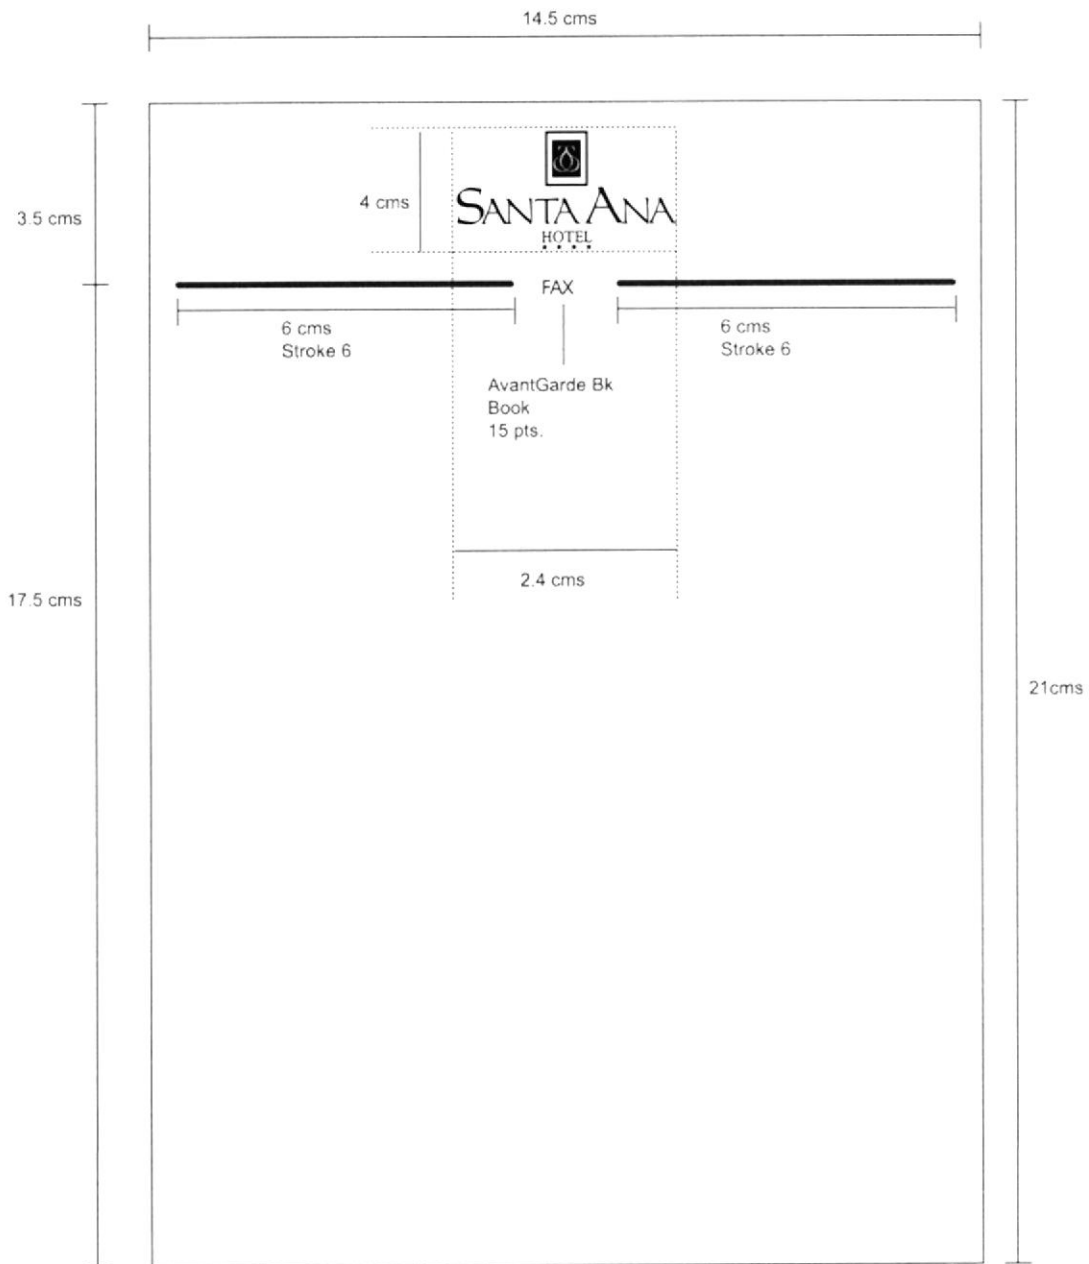 14.5 cms
3.5 cms
4 cms
SANTA ANA
HOTEL
FAX
6 cms
Stroke 6
6 cms
Stroke 6
AvantGarde Bk
Book
15 pts.
2.4 cms
17.5 cms
21cms